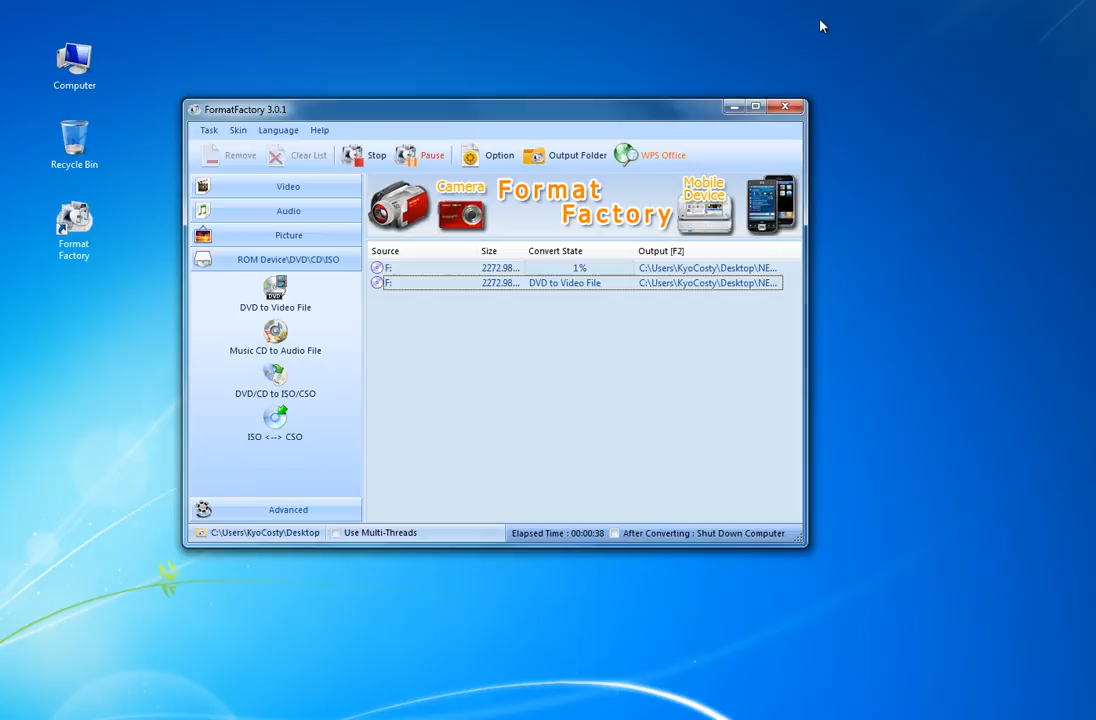 Computer
Recycle Bin
Format
Factory
FormatFactory 3.0.1
Task Skin Language Help
Remove Clear List Stop Pause Option Output Folder WPS Office
Video
Audio
Picture
ROM Device\DVD\CD\ISO
DVD
DVD to Video File
Music CD to Audio File
DVD/CD to ISO/CSO
ISO <--> CSO
Advanced
Camera Format Factory Mobile Device
Source Size Convert State Output [F2]
F: 2272.98... 1% C:\Users\KyoCosty\Desktop\NE...
F: 2272.98... DVD to Video File C:\Users\KyoCosty\Desktop\NE...
C:\Users\KyoCosty\Desktop Use Multi-Threads Elapsed Time : 00:00:38 After Converting : Shut Down Computer